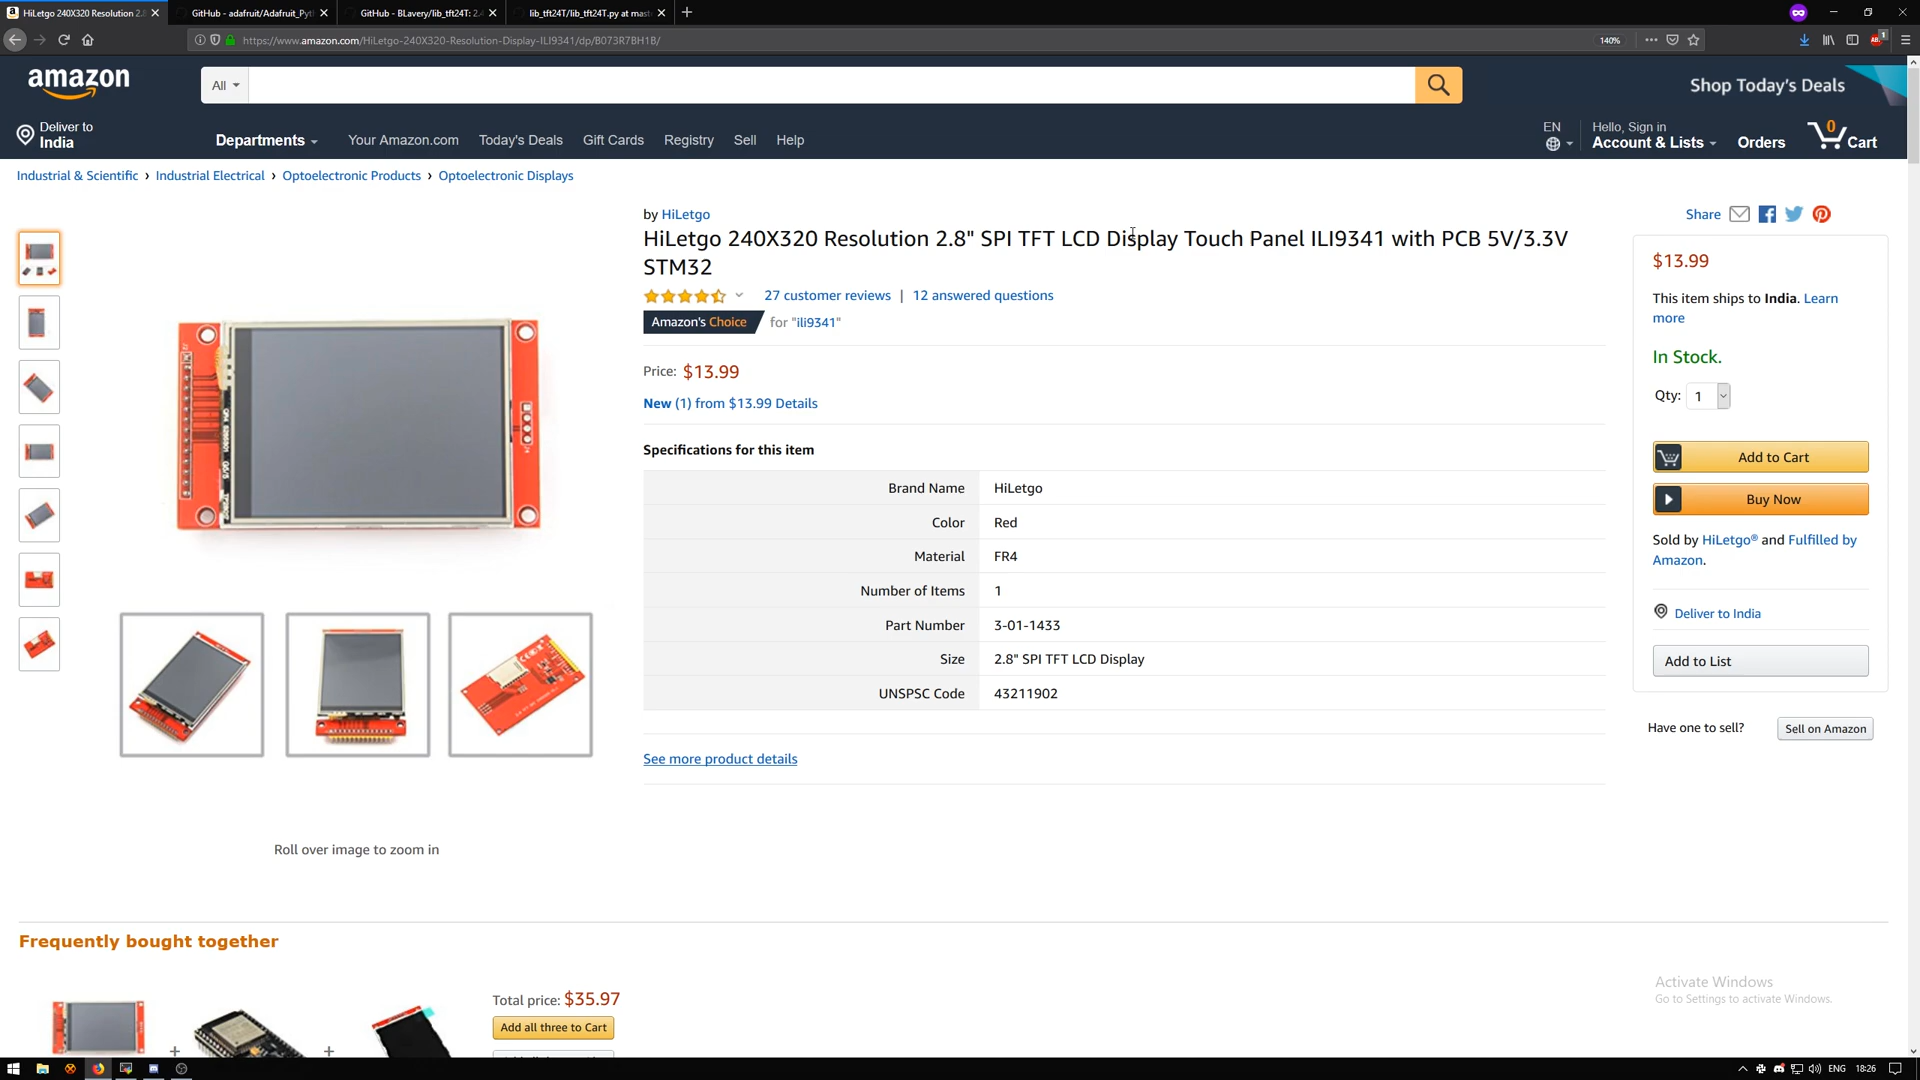 HiLetgo 240X320 Resolution 2.8
GitHub - adafruit/Adafruit_Pyt
GitHub - BLavery/lib_tft24T: 2.4
lib_tft24T/lib_tft24T.py at mast
https://www.amazon.com/HiLetgo-240X320-Resolution-Display-ILI9341/dp/B073R7BH1B/
140%
1
amazon
All
Shop Today's Deals
Deliver to
India
Departments
Your Amazon.com
Today's Deals
Gift Cards
Registry
Sell
Help
EN
Hello, Sign in
Account & Lists
Orders
0
Cart
Industrial & Scientific › Industrial Electrical › Optoelectronic Products › Optoelectronic Displays
by HiLetgo
HiLetgo 240X320 Resolution 2.8" SPI TFT LCD Display Touch Panel ILI9341 with PCB 5V/3.3V
STM32
27 customer reviews | 12 answered questions
Amazon's Choice for "ili9341"
Price: $13.99
New (1) from $13.99 Details
Specifications for this item
Brand Name HiLetgo
Color Red
Material FR4
Number of Items 1
Part Number 3-01-1433
Size 2.8" SPI TFT LCD Display
UNSPSC Code 43211902
See more product details
Roll over image to zoom in
Share
$13.99
This item ships to India. Learn
more
In Stock.
Qty: 1
Add to Cart
Buy Now
Sold by HiLetgo® and Fulfilled by
Amazon.
Deliver to India
Add to List
Have one to sell?
Sell on Amazon
Frequently bought together
Total price: $35.97
Add all three to Cart
+
+
Activate Windows
Go to Settings to activate Windows.
ENG
18:26